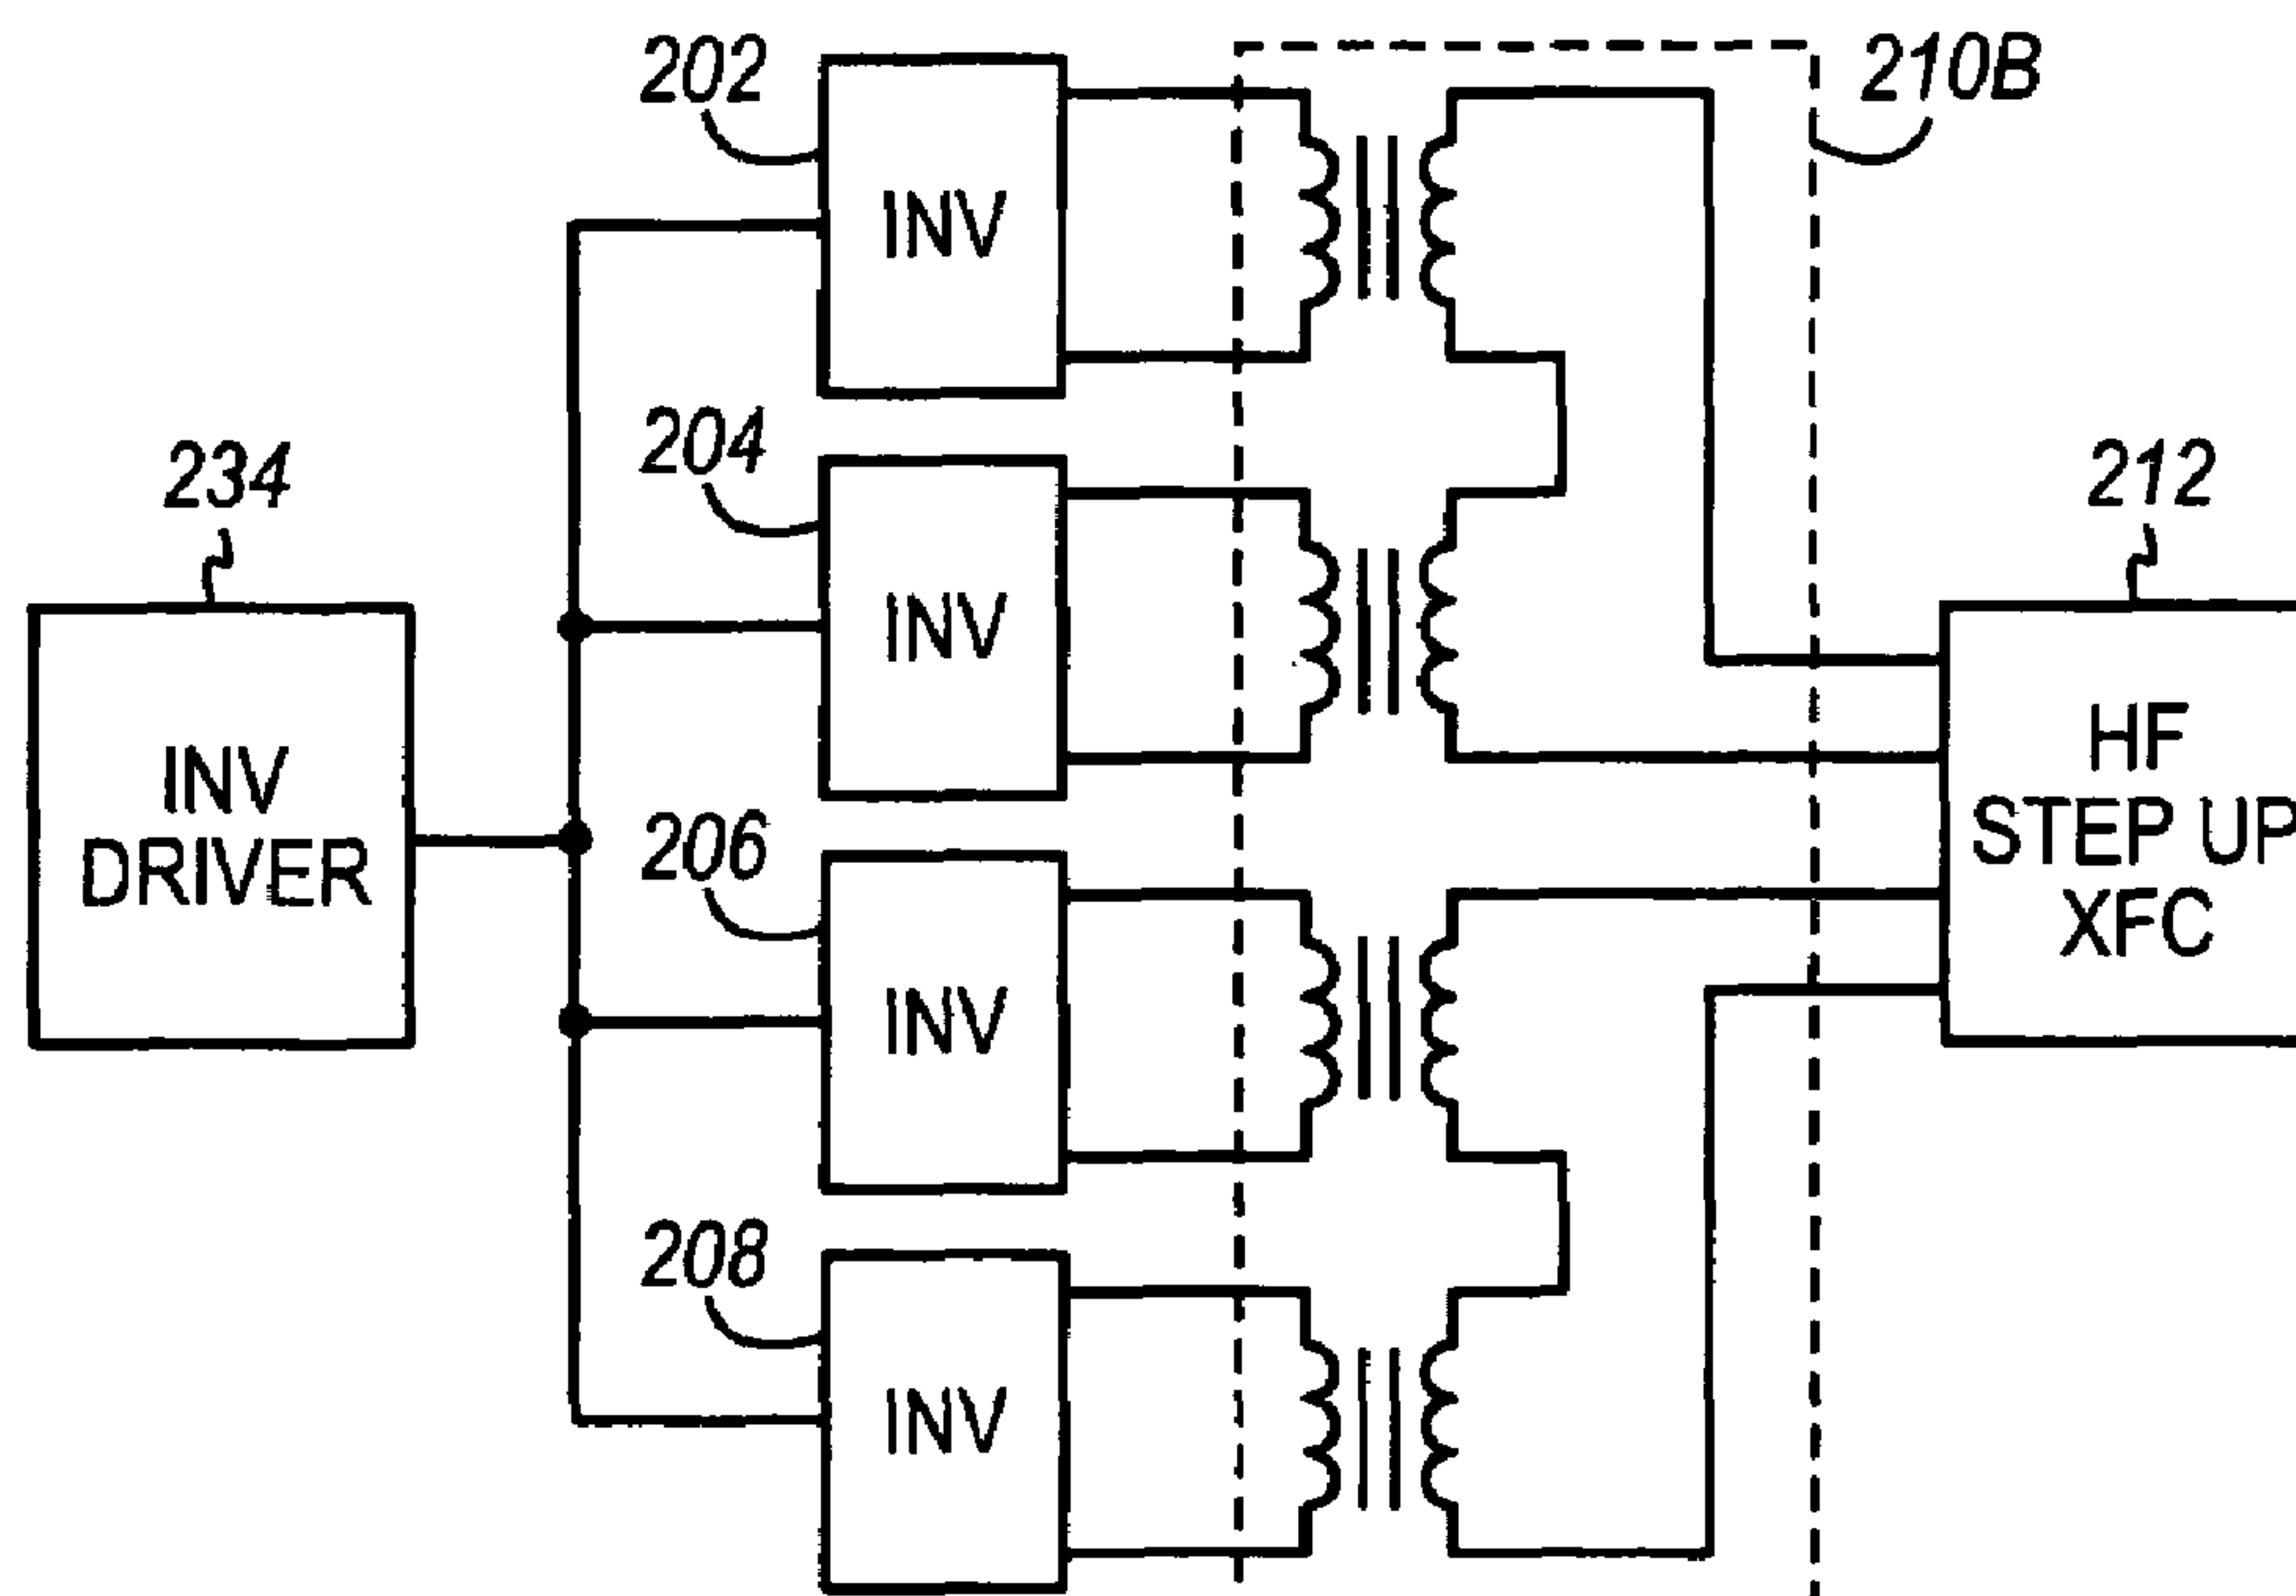 202
210B
INV
204
234
212
INV
INV
DRIVER
HF
STEP UP
XFC
206
INV
208
INV